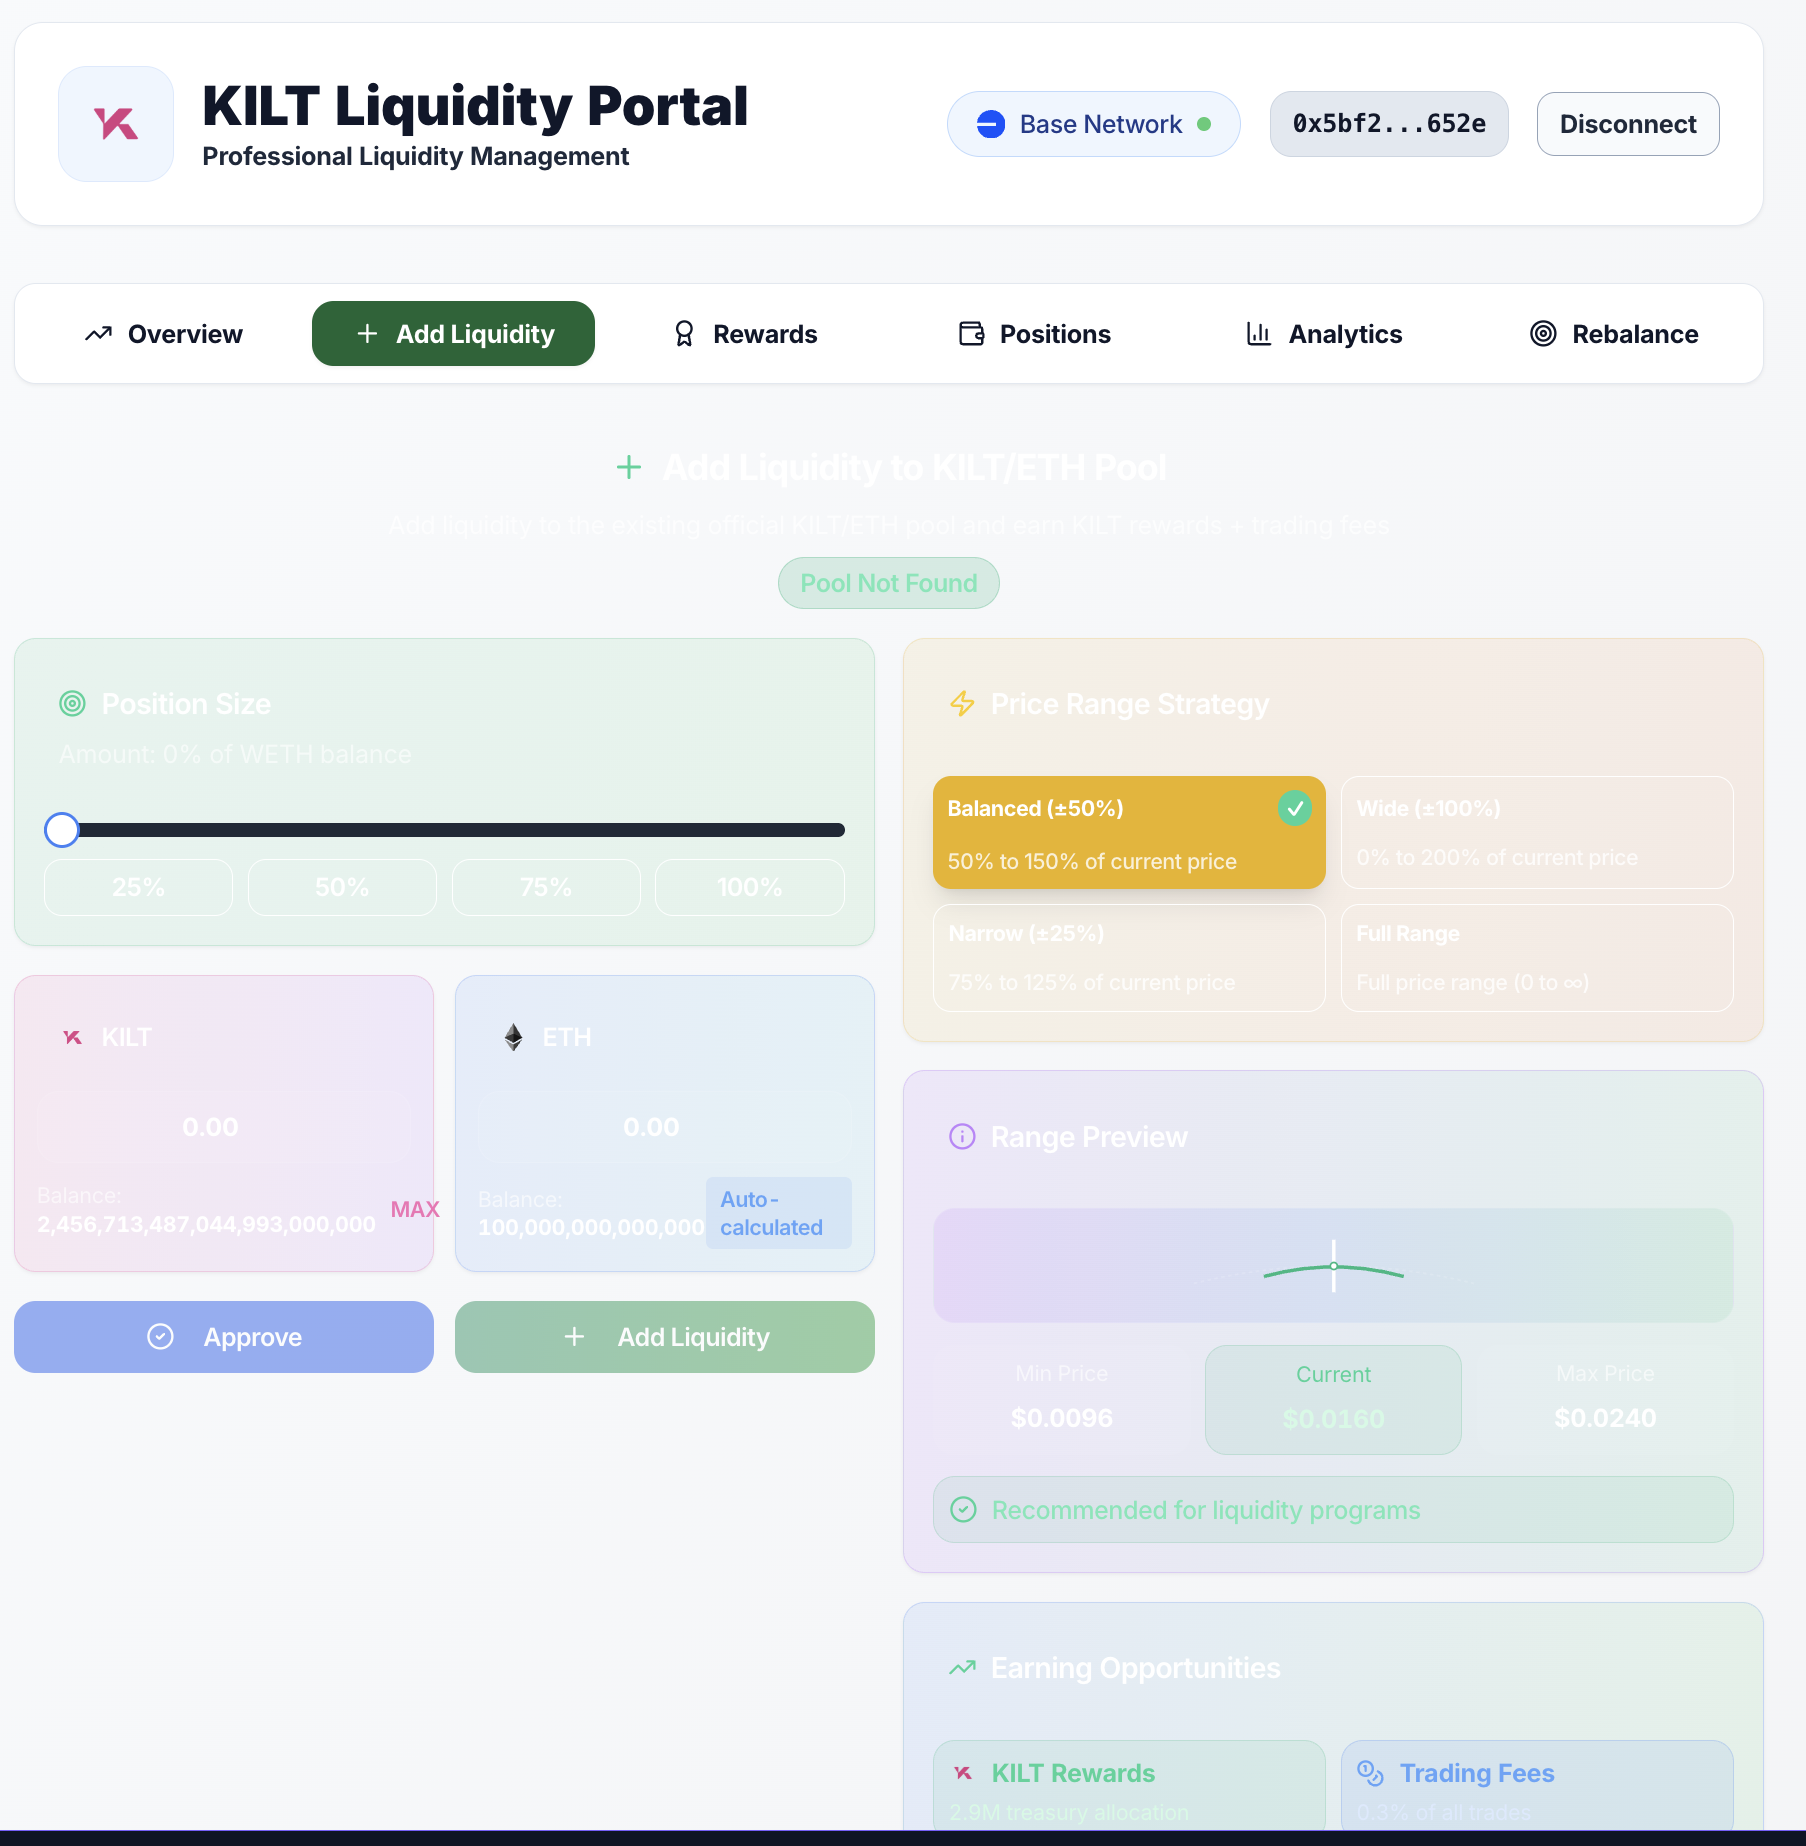 KILT Liquidity Portal
Professional Liquidity Management
Base Network
0x5bf2...652e
Disconnect
Overview
Add Liquidity
Rewards
Positions
Analytics
Rebalance
Add Liquidity to KILT/ETH Pool
Add liquidity to the existing official KILT/ETH pool and earn KILT rewards + trading fees
Pool Not Found
Position Size
Amount: 0% of WETH balance
25%
50%
75%
100%
KILT
0.00
Balance:
2,456,713,487,044,993,000,000
MAX
ETH
0.00
Balance:
100,000,000,000,000
Auto-
calculated
Approve
Add Liquidity
Price Range Strategy
Balanced (±50%)
50% to 150% of current price
Wide (±100%)
0% to 200% of current price
Narrow (±25%)
75% to 125% of current price
Full Range
Full price range (0 to ∞)
Range Preview
Min Price
$0.0096
Current
$0.0160
Max Price
$0.0240
Recommended for liquidity programs
Earning Opportunities
KILT Rewards
2.9M treasury allocation
Trading Fees
0.3% of all trades